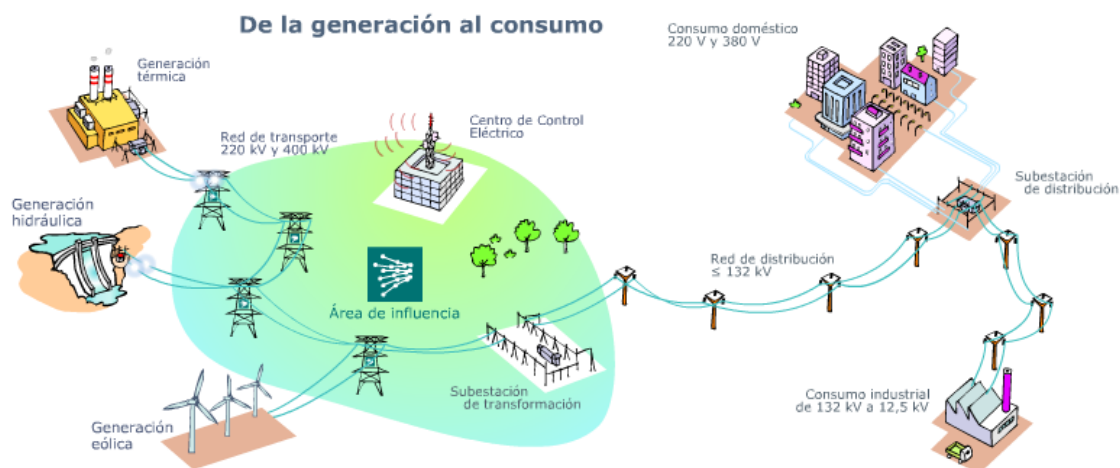 De la generación al consumo
Generación
térmica
Red de transporte
220 kV y 400 kV
Centro de Control
Eléctrico
Consumo doméstico
220 V y 380 V
Subestación
de distribución
Generación
hidráulica
Área de influencia
Red de distribución
≤ 132 kV
Subestación
de transformación
Generación
eólica
Consumo industrial
de 132 kV a 12,5 kV